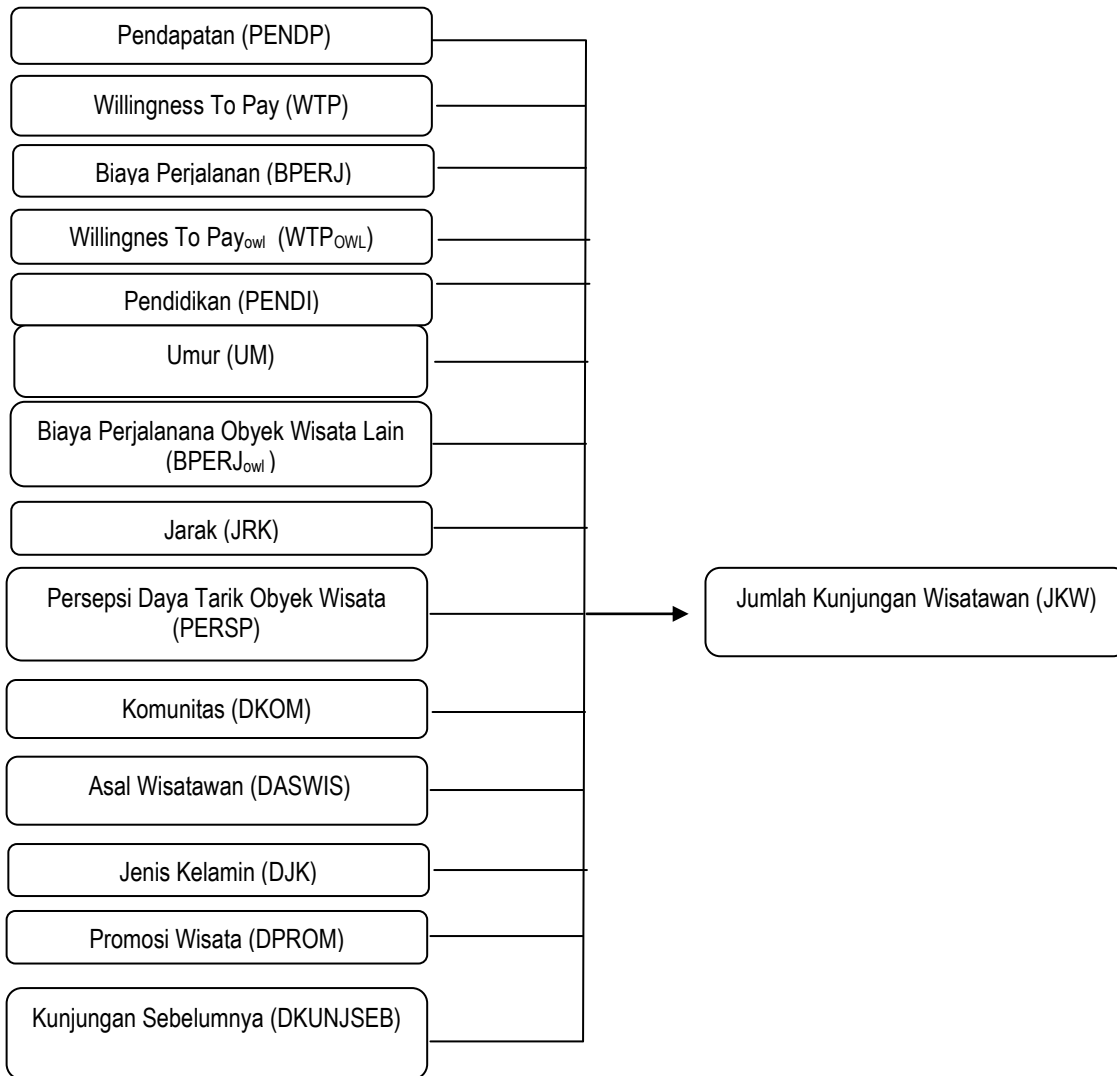 Pendapatan (PENDP)
Willingness To Pay (WTP)
Biaya Perjalanan (BPERJ)
Willingnes To Payowl (WTPOWL)
Pendidikan (PENDI)
Umur (UM)
Biaya Perjalanana Obyek Wisata Lain
(BPERJowl )
Jarak (JRK)
Persepsi Daya Tarik Obyek Wisata
(PERSP)
Jumlah Kunjungan Wisatawan (JKW)
Komunitas (DKOM)
Asal Wisatawan (DASWIS)
Jenis Kelamin (DJK)
Promosi Wisata (DPROM)
Kunjungan Sebelumnya (DKUNJSEB)